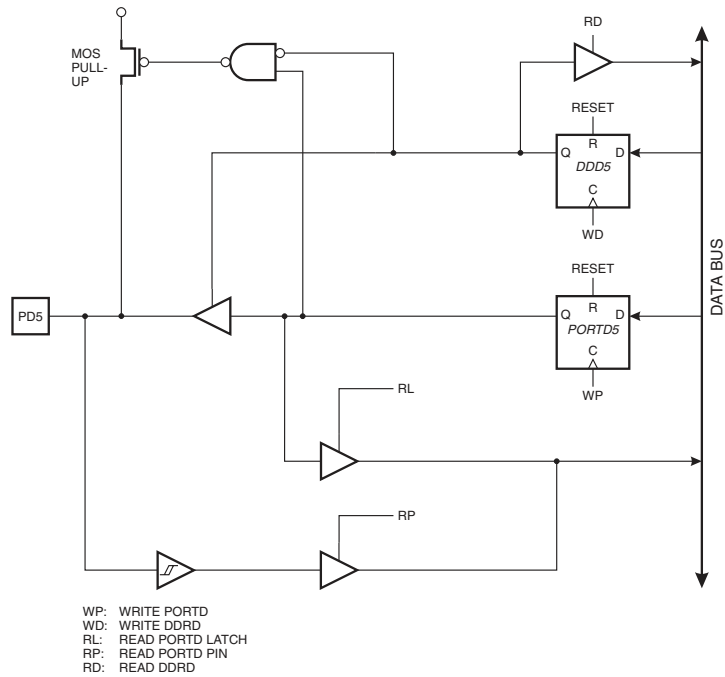 RD
MOS
PULL-
UP
RESET
R
Q
D
DDD5
C
WD
RESET
R
Q
D
PORTD5
C
WP
PD5
DATA BUS
RL
RP
WP: WRITE PORTD
WD: WRITE DDRD
RL: READ PORTD LATCH
RP: READ PORTD PIN
RD: READ DDRD